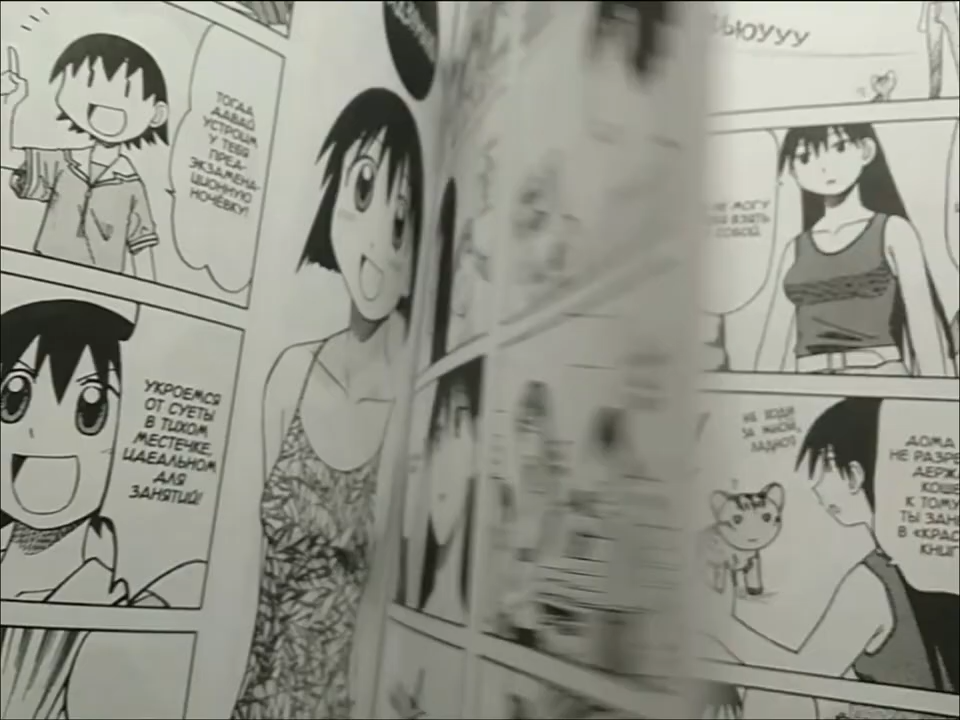 ТОГДА
ДАВАЙ
УСТРОИМ
У ТЕБЯ
ПРЕД-
ЭКЗАМЕНА-
ЦИОННУЮ
НОЧЁВКУ!
УКРОЕМСЯ
ОТ СУЕТЫ
В ТИХОМ
МЕСТЕЧКЕ,
ИДЕАЛЬНОМ
ДЛЯ
ЗАНЯТИЙ!
ЬЮУУУ
НЕ МОГУ
ВЗЯТЬ
СОБОЙ.
НЕ ХОДИ
ЗА МНОЙ,
ЛАДНО?
ДОМА
НЕ РАЗРЕ
ДЕРЖ
КОШЕ
К ТОМУ
ТЫ ЗАН
В «КРАС
КНИГ